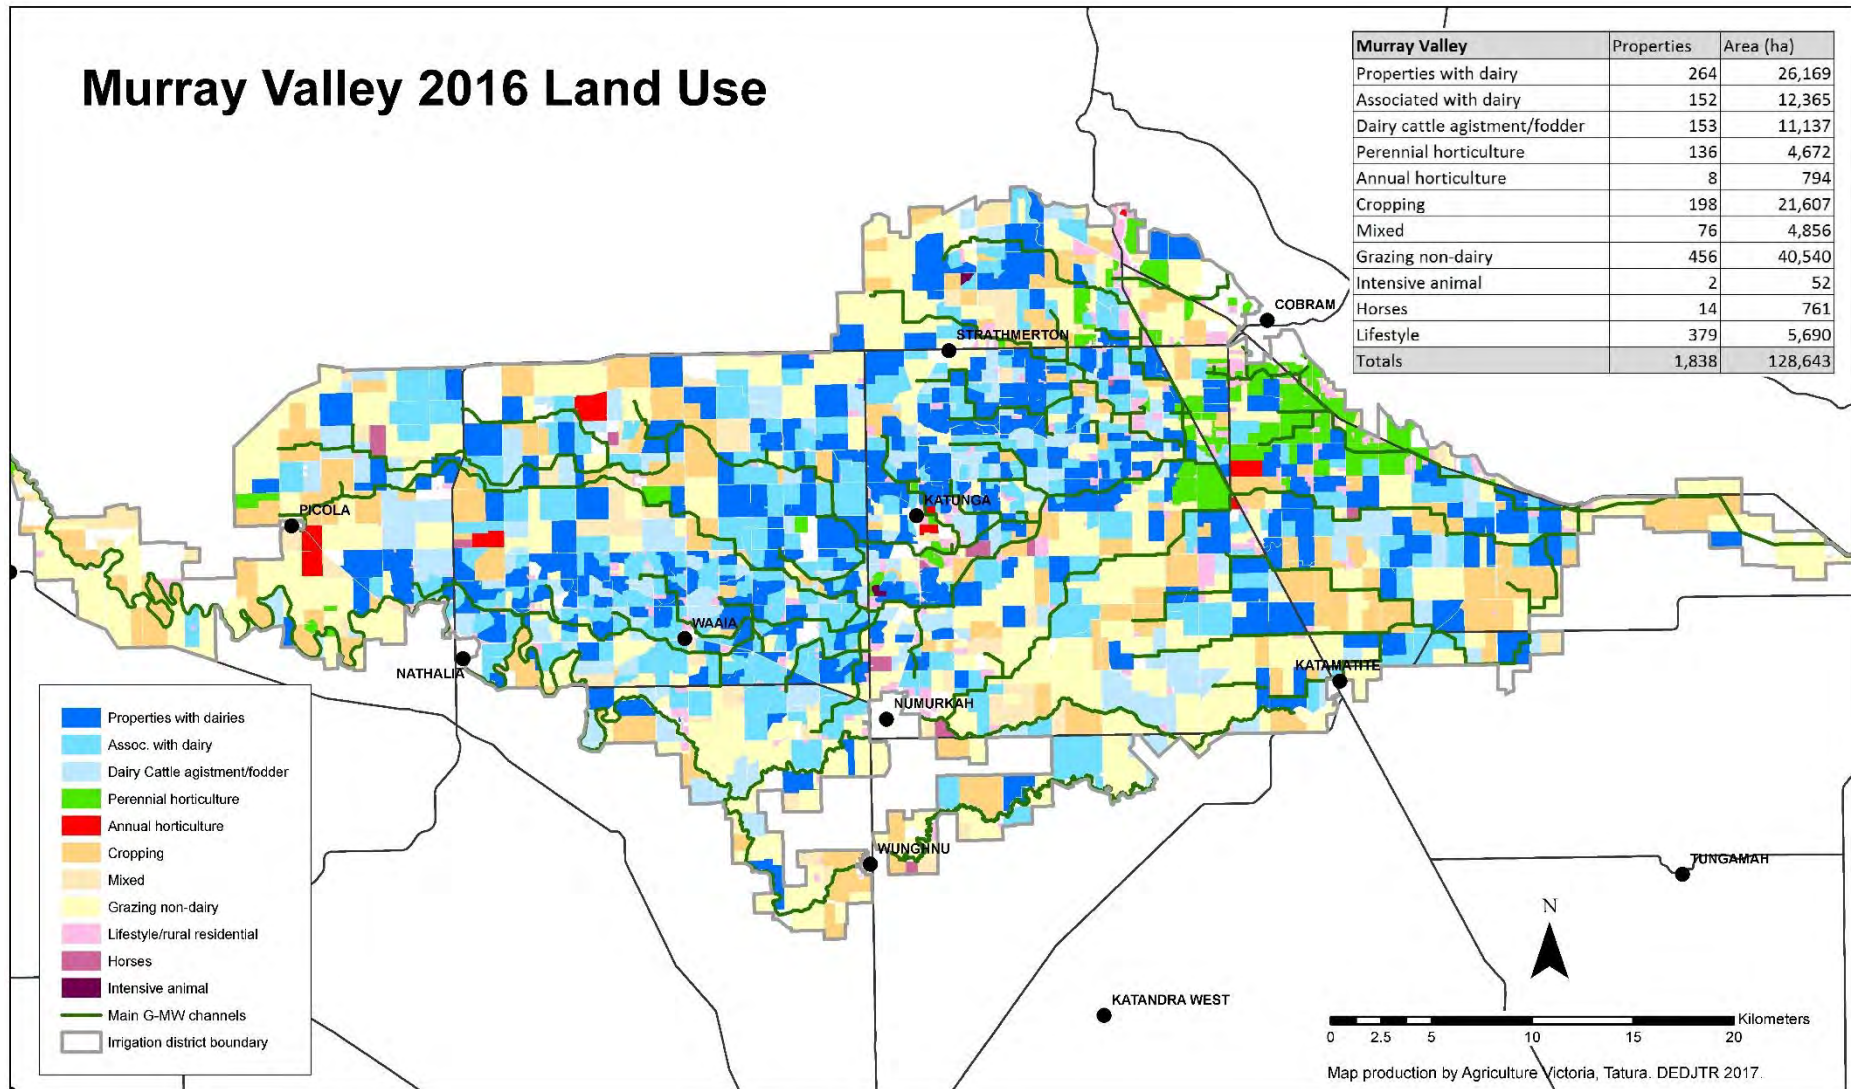 Murray Valley 2016 Land Use
Murray Valley Properties Area (ha)
Properties with dairy 264 26,169
Associated with dairy 152 12,365
Dairy cattle agistment/fodder 153 11,137
Perennial horticulture 136 4,672
Annual horticulture 8 794
Cropping 198 21,607
Mixed 76 4,856
Grazing non-dairy 456 40,540
Intensive animal 2 52
Horses 14 761
Lifestyle 379 5,690
Totals 1,838 128,643
COBRAM
STRATHMERTON
KATUNGA
PICOLA
WAAIA
NATHALIA
KATAMATITE
NUMURKAH
WUNGHNU
TUNGAMAH
KATANDRA WEST
Properties with dairies
Assoc. with dairy
Dairy Cattle agistment/fodder
Perennial horticulture
Annual horticulture
Cropping
Mixed
Grazing non-dairy
Lifestyle/rural residential
Horses
Intensive animal
Main G-MW channels
Irrigation district boundary
N
Kilometers
0 2.5 5 10 15 20
Map production by Agriculture Victoria, Tatura. DEDJTR 2017.